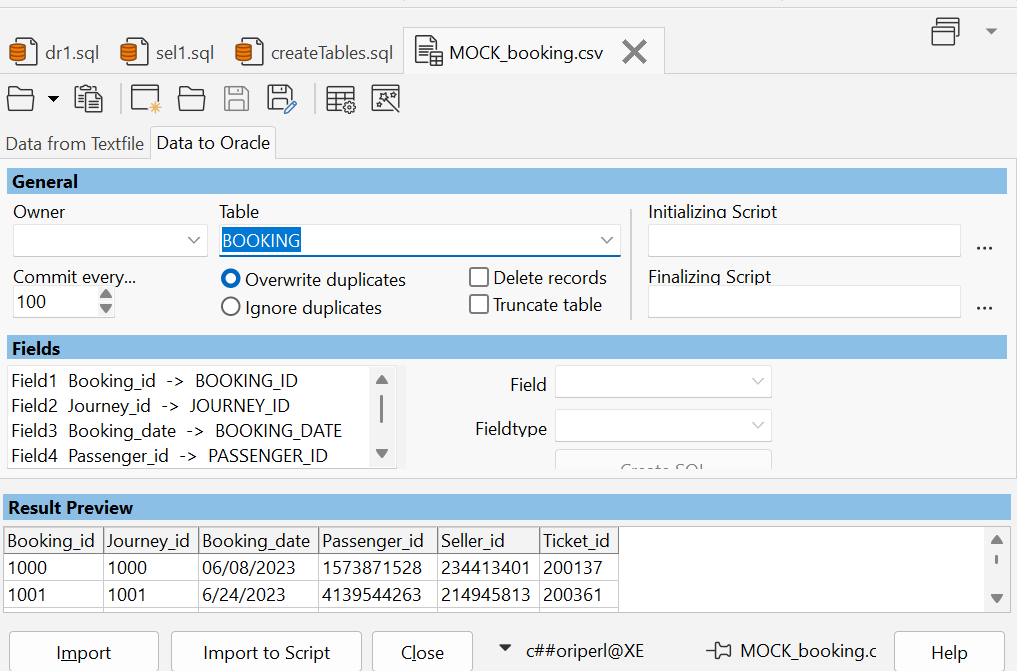 dr1.sql sel1.sql createTables.sql MOCK_booking.csv
Data from Textfile Data to Oracle
General
Owner Table Initializing Script
BOOKING ...
Commit every... Overwrite duplicates Delete records Finalizing Script
100 Ignore duplicates Truncate table ...
Fields
Field1 Booking_id -> BOOKING_ID Field
Field2 Journey_id -> JOURNEY_ID
Field3 Booking_date -> BOOKING_DATE Fieldtype
Field4 Passenger_id -> PASSENGER_ID Create SQL
Result Preview
Booking_id Journey_id Booking_date Passenger_id Seller_id Ticket_id
1000 1000 06/08/2023 1573871528 234413401 200137
1001 1001 6/24/2023 4139544263 214945813 200361
Import Import to Script Close c##oriperl@XE MOCK_booking.c Help